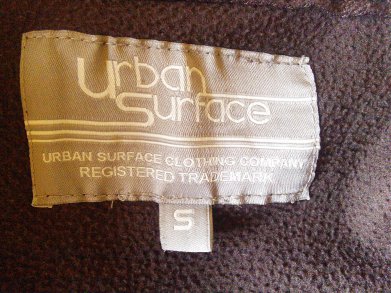 Urban
Surface
URBAN SURFACE CLOTHING COMPANY
REGISTERED TRADEMARK
S